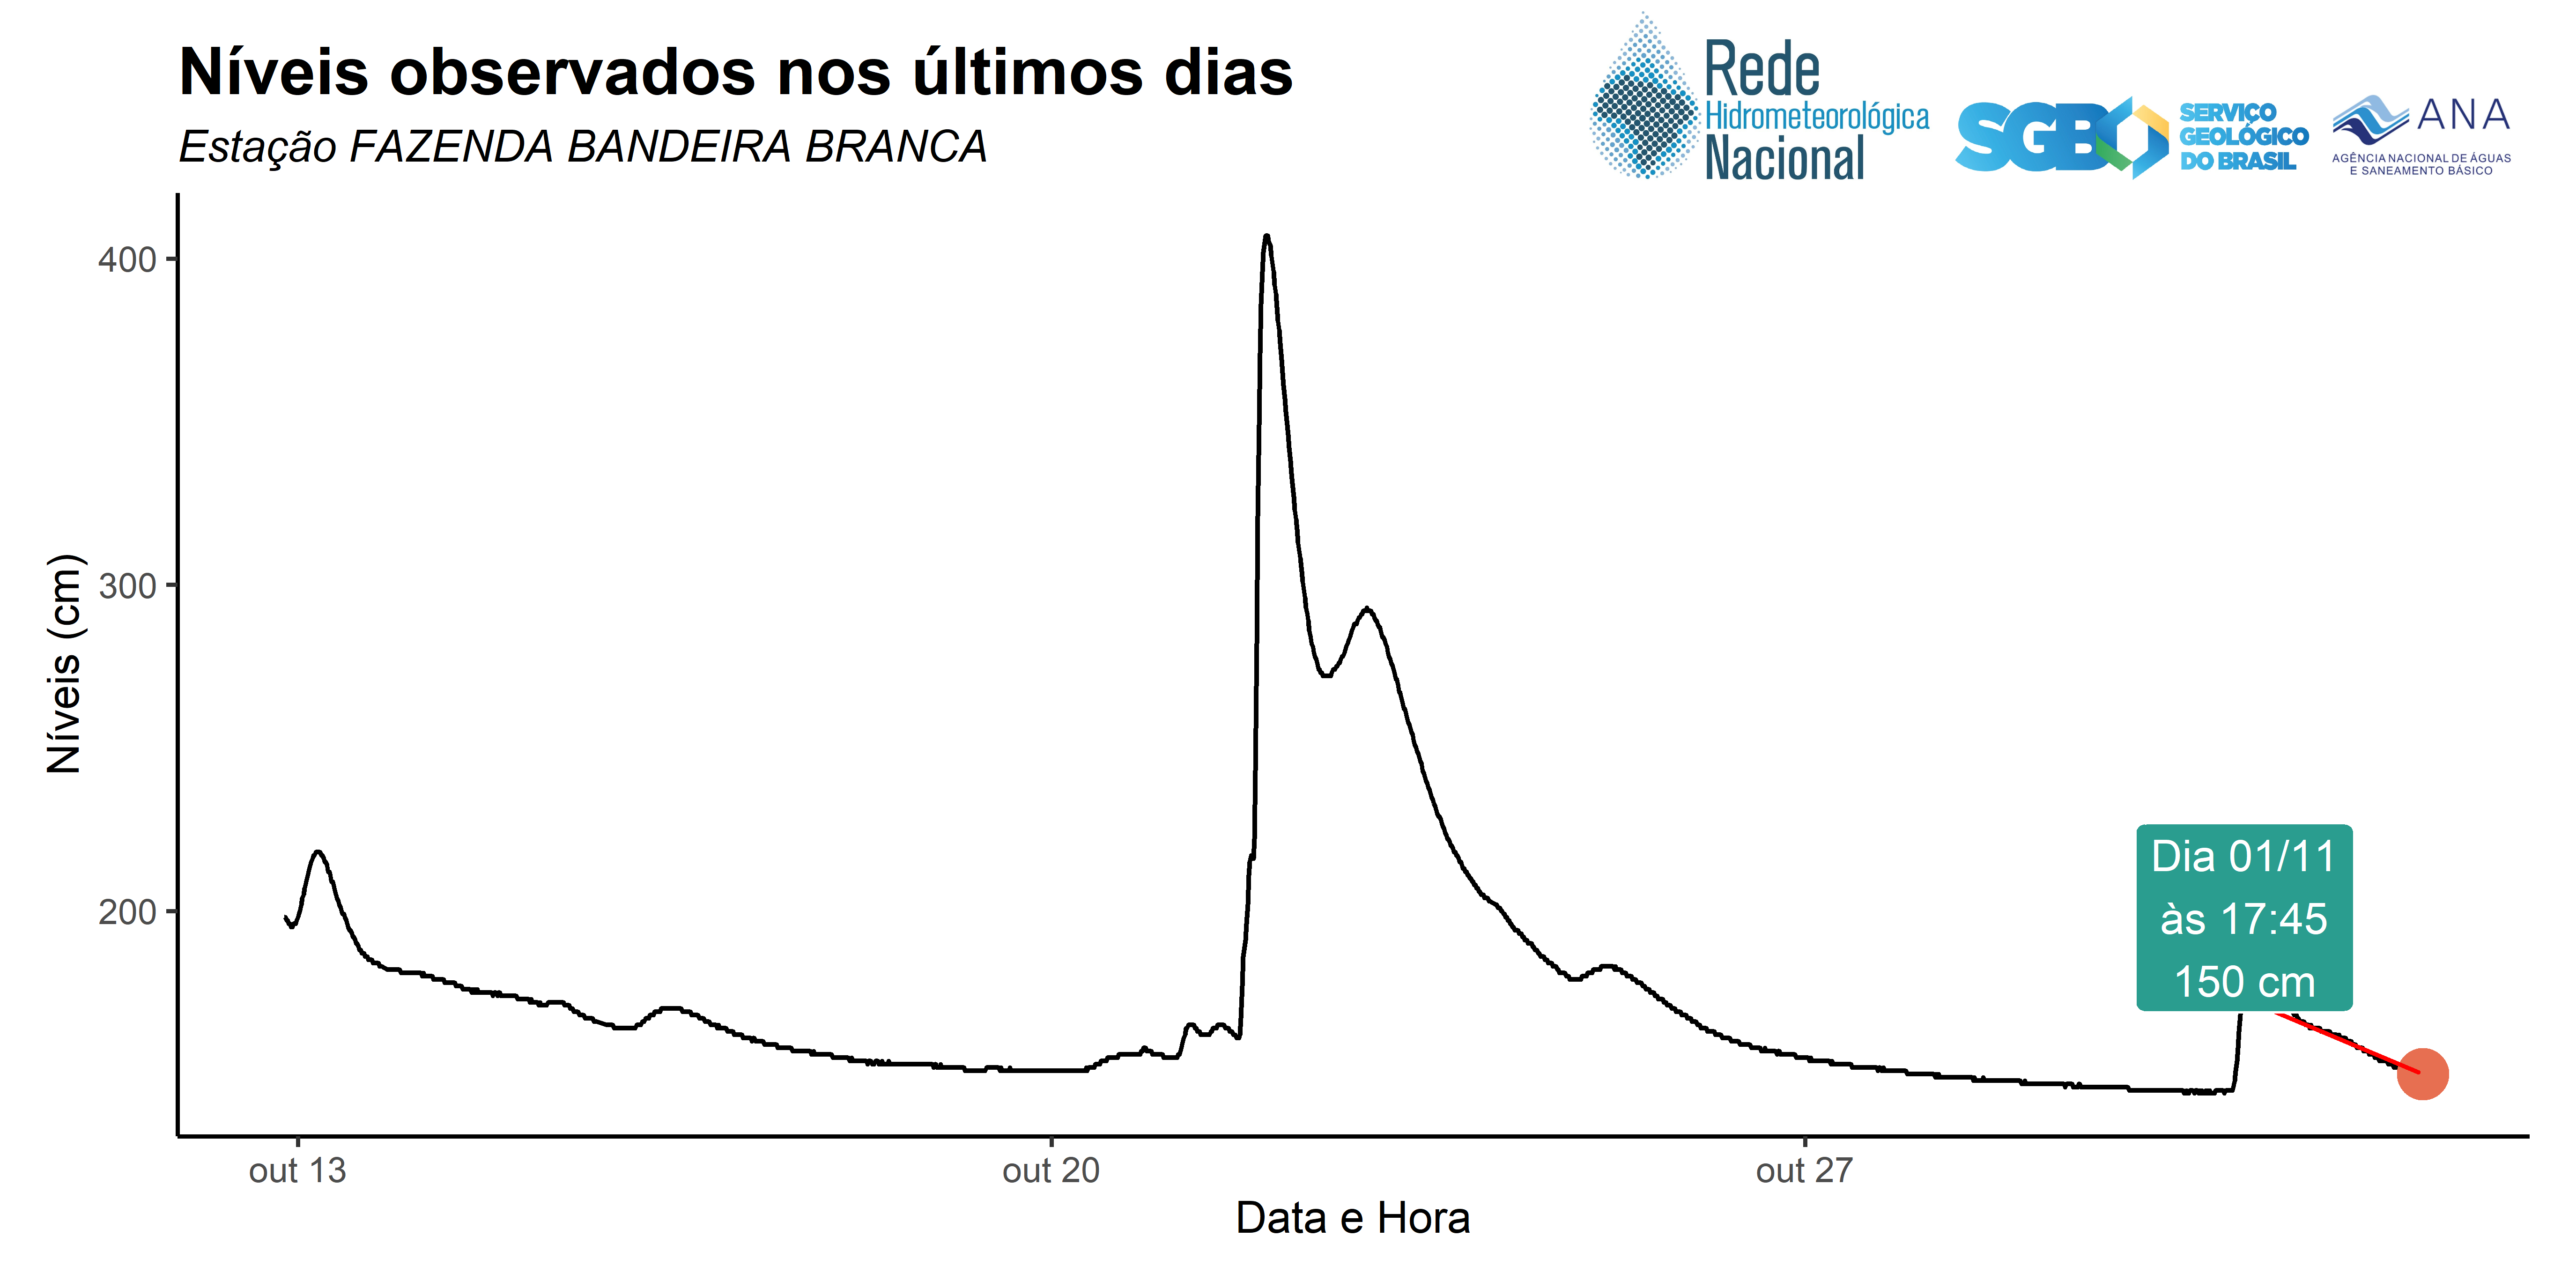 Níveis observados nos últimos dias
Estação FAZENDA BANDEIRA BRANCA
Rede
Hidrometeorológica
Nacional
SGB
SERVIÇO
GEOLÓGICO
DO BRASIL
ANA
AGÊNCIA NACIONAL DE ÁGUAS
E SANEAMENTO BÁSICO
Níveis (cm)
400
300
200
Dia 01/11
às 17:45
150 cm
out 13
out 20
out 27
Data e Hora